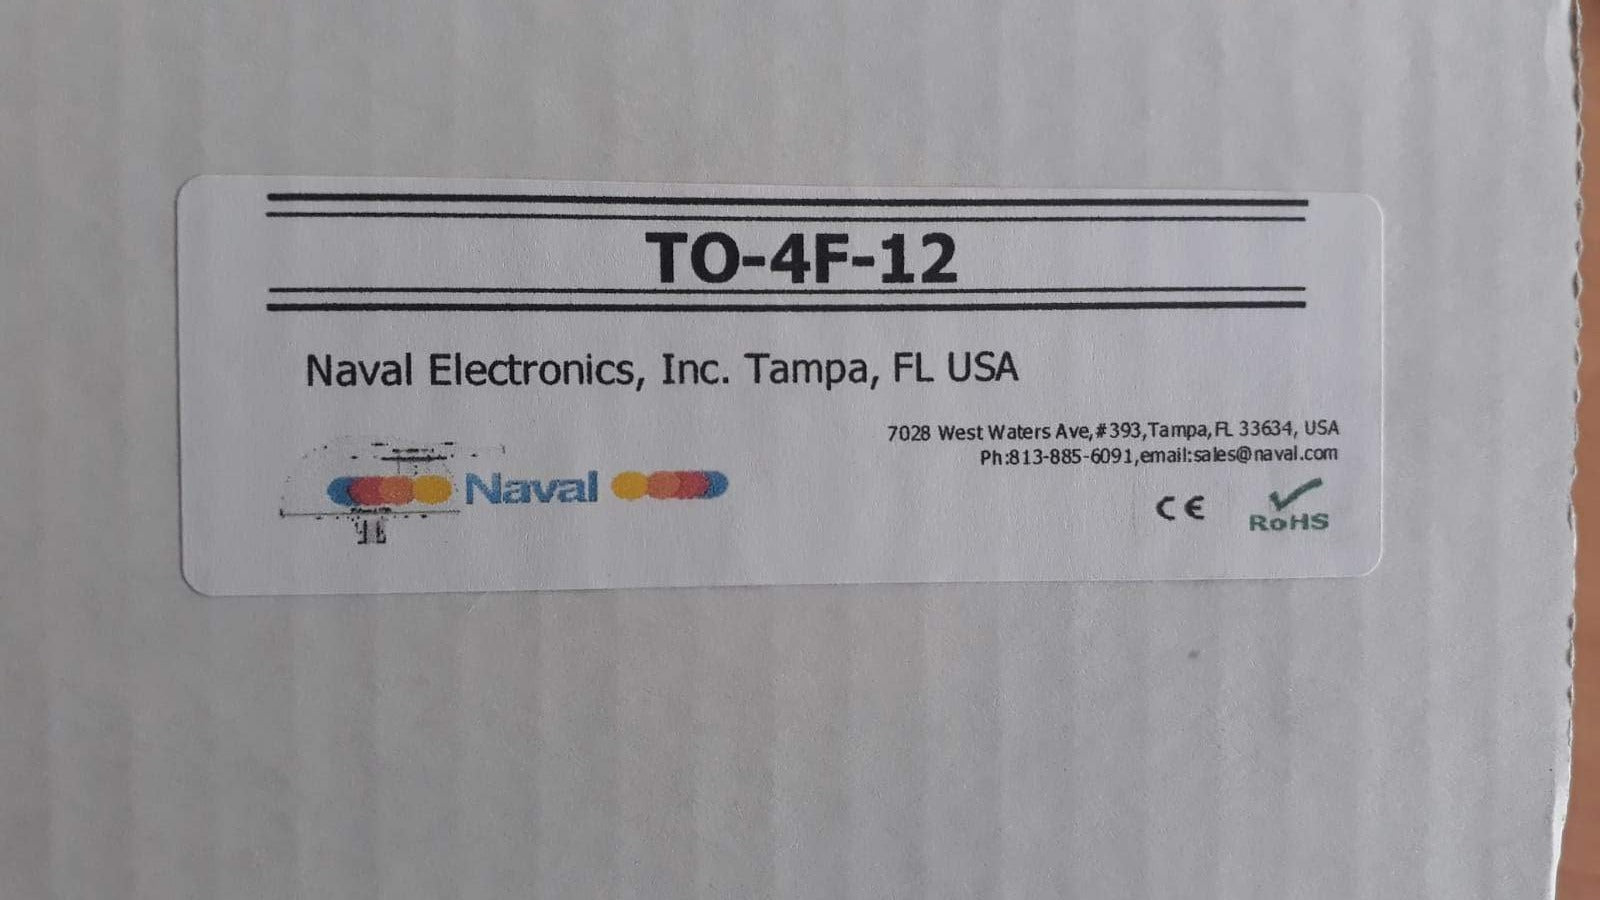 TO-4F-12
Naval Electronics, Inc. Tampa, FL USA
7028 West Waters Ave,#393,Tampa,FL 33634, USA
Ph:813-885-6091,email:sales@naval.com
Naval
CE
RoHS